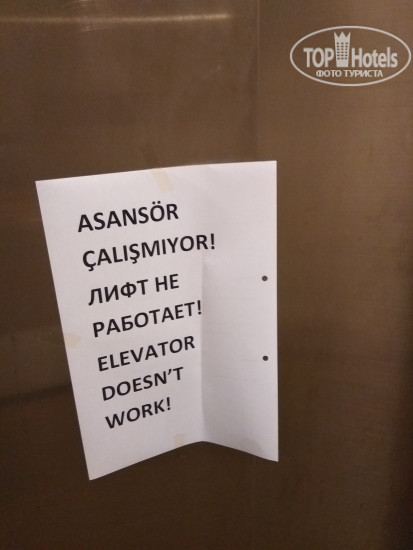 TOP Hotels
ФОТО ТУРИСТА
ASANSÖR
ÇALIŞMIYOR!
ЛИФТ НЕ
РАБОТАЕТ!
ELEVATOR
DOESN'T
WORK!